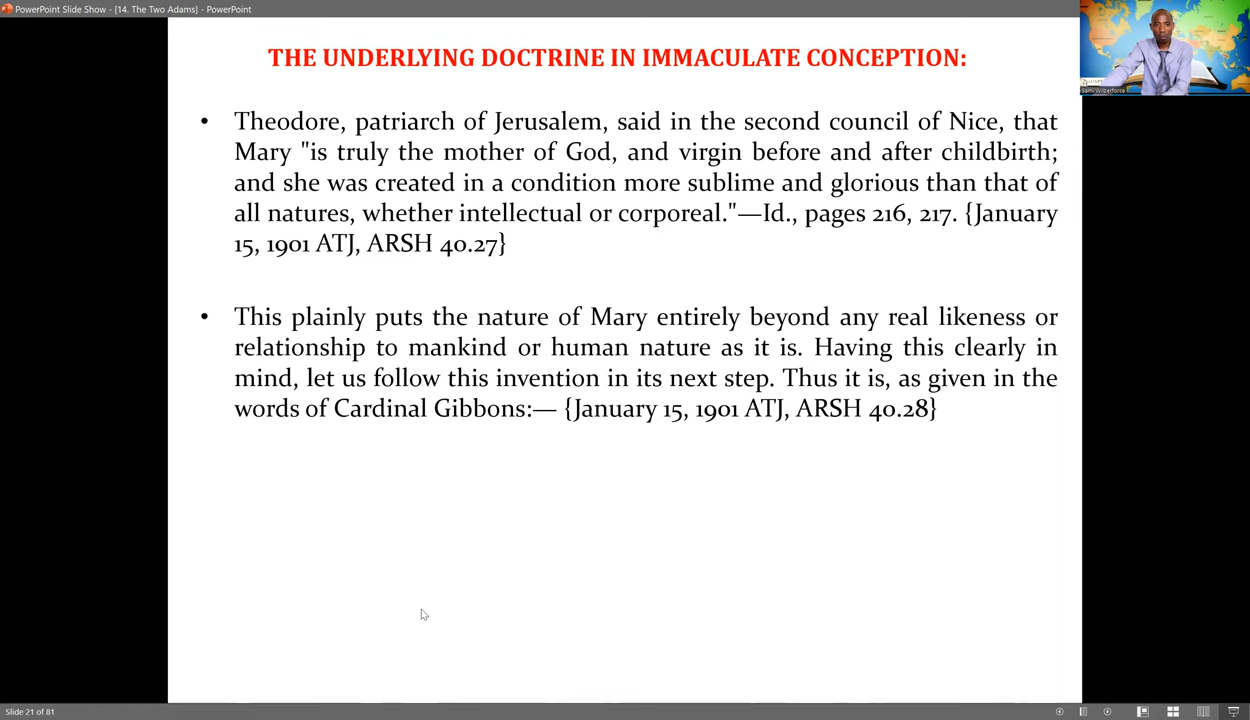 PowerPoint Slide Show - [14. The Two Adams] - PowerPoint
THE UNDERLYING DOCTRINE IN IMMACULATE CONCEPTION:
• Theodore, patriarch of Jerusalem, said in the second council of Nice, that
Mary "is truly the mother of God, and virgin before and after childbirth;
and she was created in a condition more sublime and glorious than that of
all natures, whether intellectual or corporeal."—Id., pages 216, 217. {January
15, 1901 ATJ, ARSH 40.27}
• This plainly puts the nature of Mary entirely beyond any real likeness or
relationship to mankind or human nature as it is. Having this clearly in
mind, let us follow this invention in its next step. Thus it is, as given in the
words of Cardinal Gibbons:— {January 15, 1901 ATJ, ARSH 40.28}
Sami Wilberforce
Slide 21 of 81